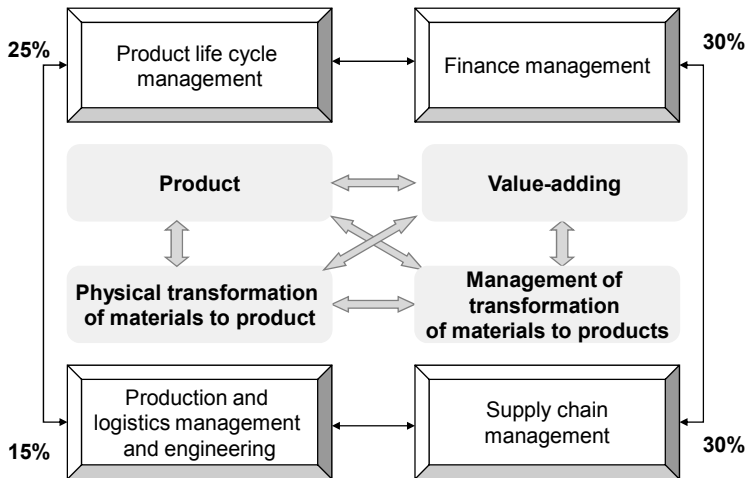 25%
Product life cycle
management
Finance management
30%
Product
Value-adding
Physical transformation
of materials to product
Management of
transformation
of materials to products
Production and
logistics management
and engineering
Supply chain
management
15%
30%